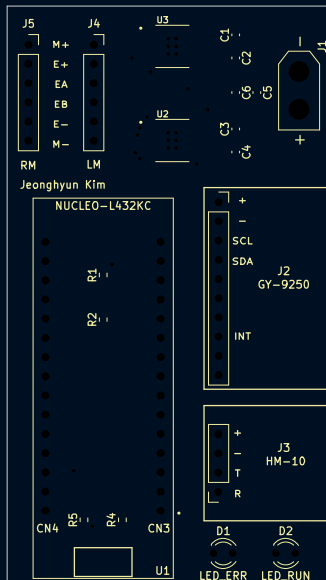 J5
J4
U3
C1
J1
M+
E+
EA
EB
E−
M−
C2
C6
C5
U2
C3
C4
−
+
RM
LM
Jeonghyun Kim
NUCLEO-L432KC
+
−
SCL
SDA
J2
GY-9250
INT
R1
R2
+
−
T
R
J3
HM-10
R5
R4
CN4
CN3
U1
D1
D2
LED_ERR
LED_RUN